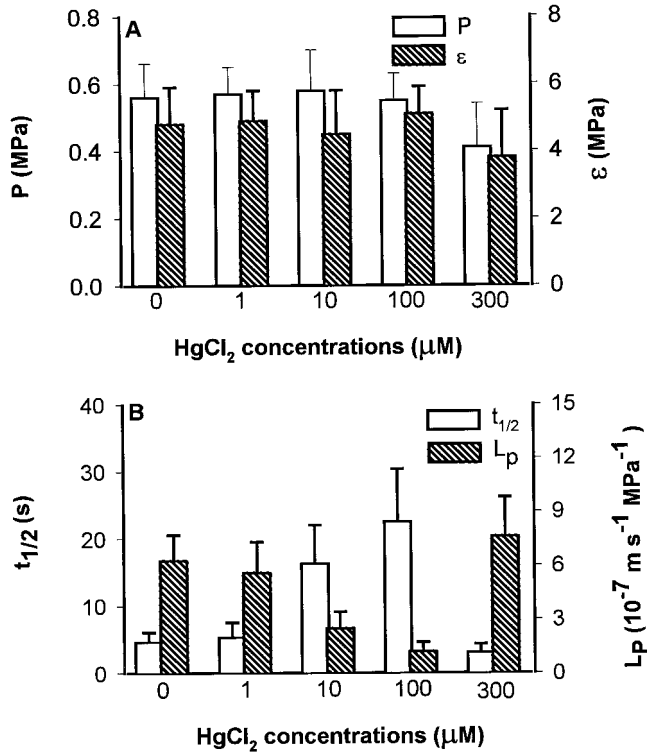 A
P
ε
0.8
0.6
0.4
0.2
0.0
P (MPa)
8
6
4
2
0
ε (MPa)
0 1 10 100 300
HgCl₂ concentrations (μM)
B
t₁/₂
Lp
40
30
20
10
0
t₁/₂ (s)
15
12
9
6
3
0
Lp (10⁻⁷ m s⁻¹ MPa⁻¹)
0 1 10 100 300
HgCl₂ concentrations (μM)